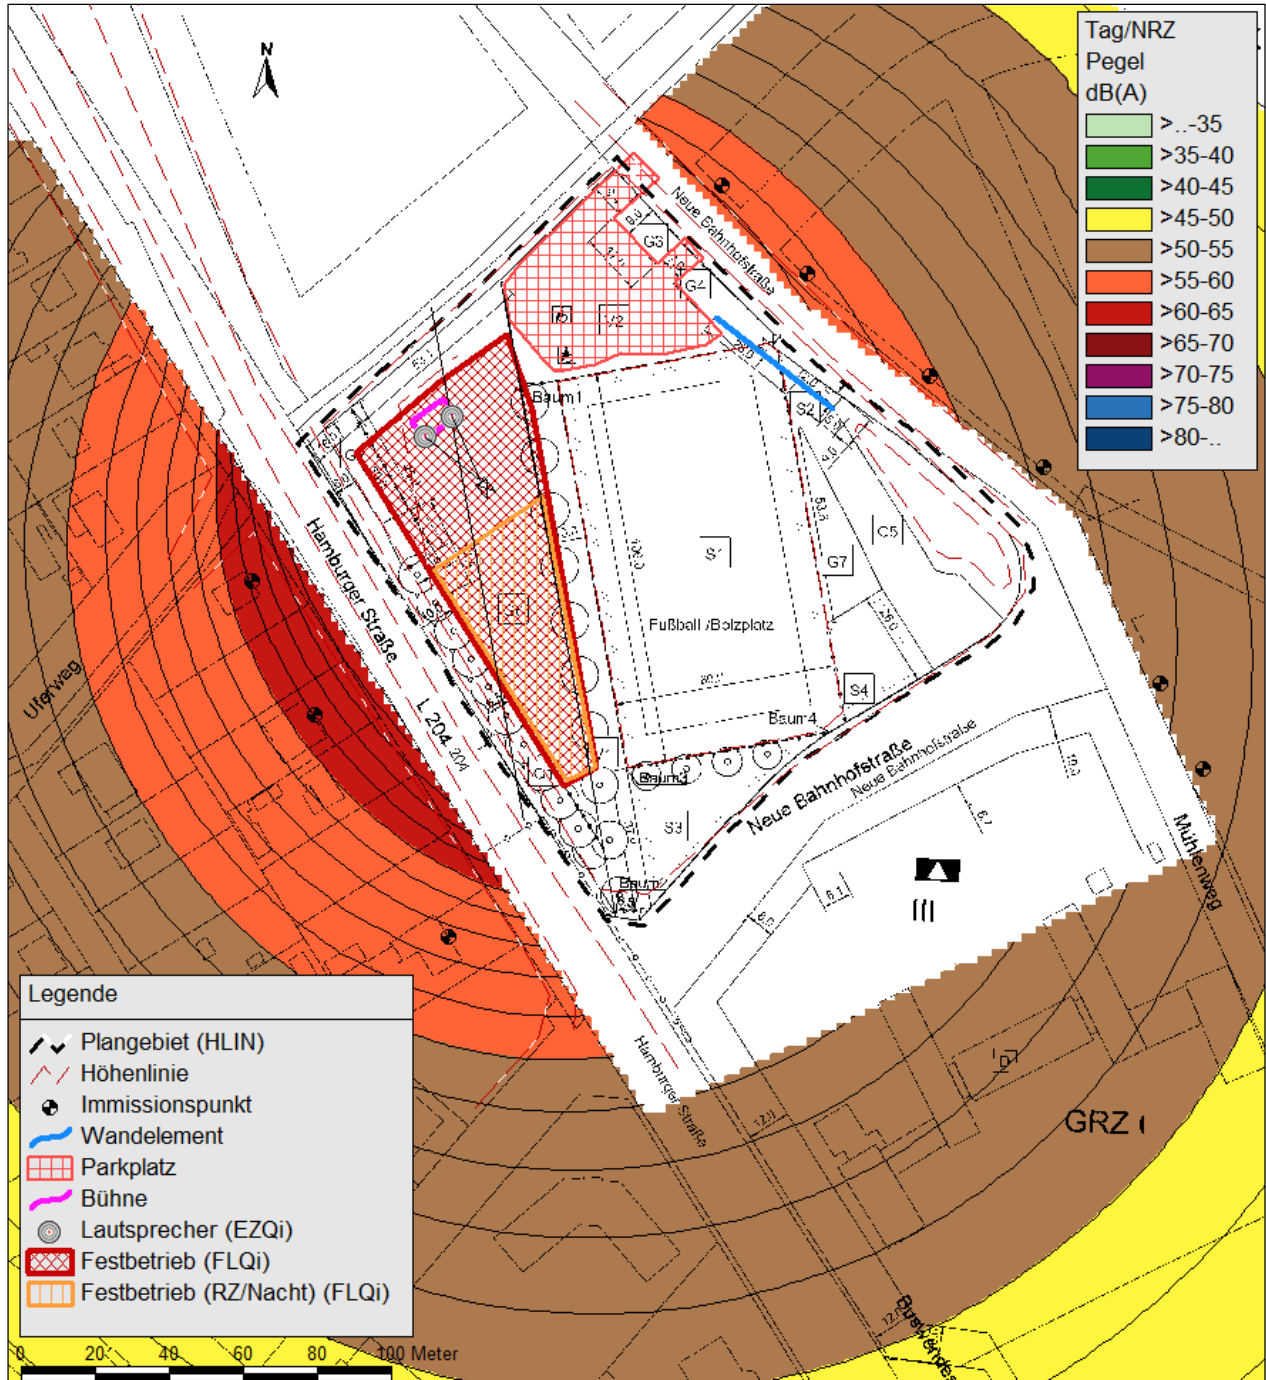 N
Tag/NRZ
Pegel
dB(A)
>..-35
>35-40
>40-45
>45-50
>50-55
>55-60
>60-65
>65-70
>70-75
>75-80
>80-..
Neue Bahnhofstraße
G3
G4
Baum1
S2
G5
S1
G7
Fußball-/Bolzplatz
S4
Baum4
S3
Hamburger Straße
L 204
204
Uferweg
Neue Bahnhofstraße
Neue Bahnhofstraße
Mühlenweg
III
Hamburger Straße
D
GRZ
Legende
Plangebiet (HLIN)
Höhenlinie
Immissionspunkt
Wandelement
Parkplatz
Bühne
Lautsprecher (EZQi)
Festbetrieb (FLQi)
Festbetrieb (RZ/Nacht) (FLQi)
0 20 40 60 80 100 Meter